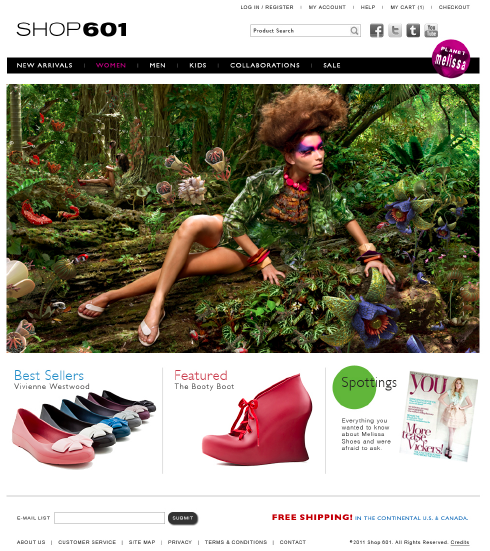 LOG IN / REGISTER | MY ACCOUNT | HELP | MY CART (1) | CHECKOUT
SHOP601
Product Search
NEW ARRIVALS | WOMEN | MEN | KIDS | COLLABORATIONS | SALE
PLANET
melissa
Best Sellers
Vivienne Westwood
Featured
The Booty Boot
Spottings
Everything you
wanted to know
about Melissa
Shoes and were
afraid to ask.
YOU
More
tease
Vickers!
E-MAIL LIST
SUBMIT
FREE SHIPPING! IN THE CONTINENTAL U.S. & CANADA.
ABOUT US | CUSTOMER SERVICE | SITE MAP | PRIVACY | TERMS & CONDITIONS | CONTACT
©2011 Shop 601. All Rights Reserved. Credits